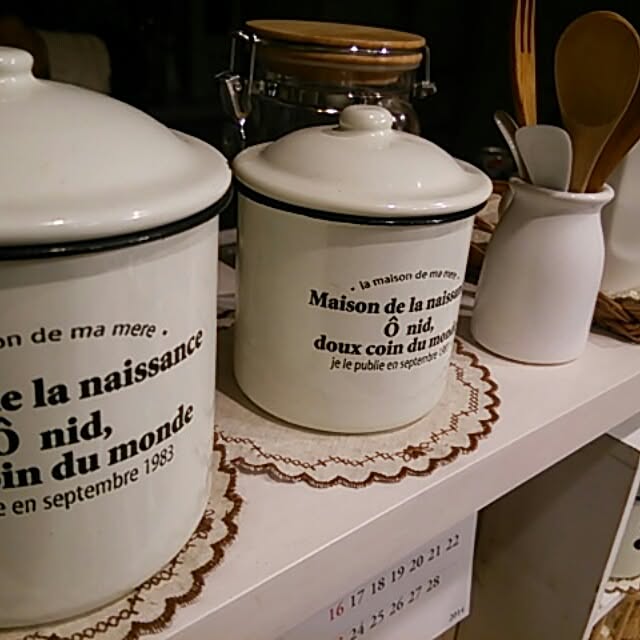 on de ma mere •
e la naissance
Ô nid,
oin du monde
e en septembre 1983
• la maison de ma mere •
Maison de la naissa
Ô nid,
doux coin du mond
je le publie en septembre
16 17 18 19 20 21 22
24 25 26 27 28
2014